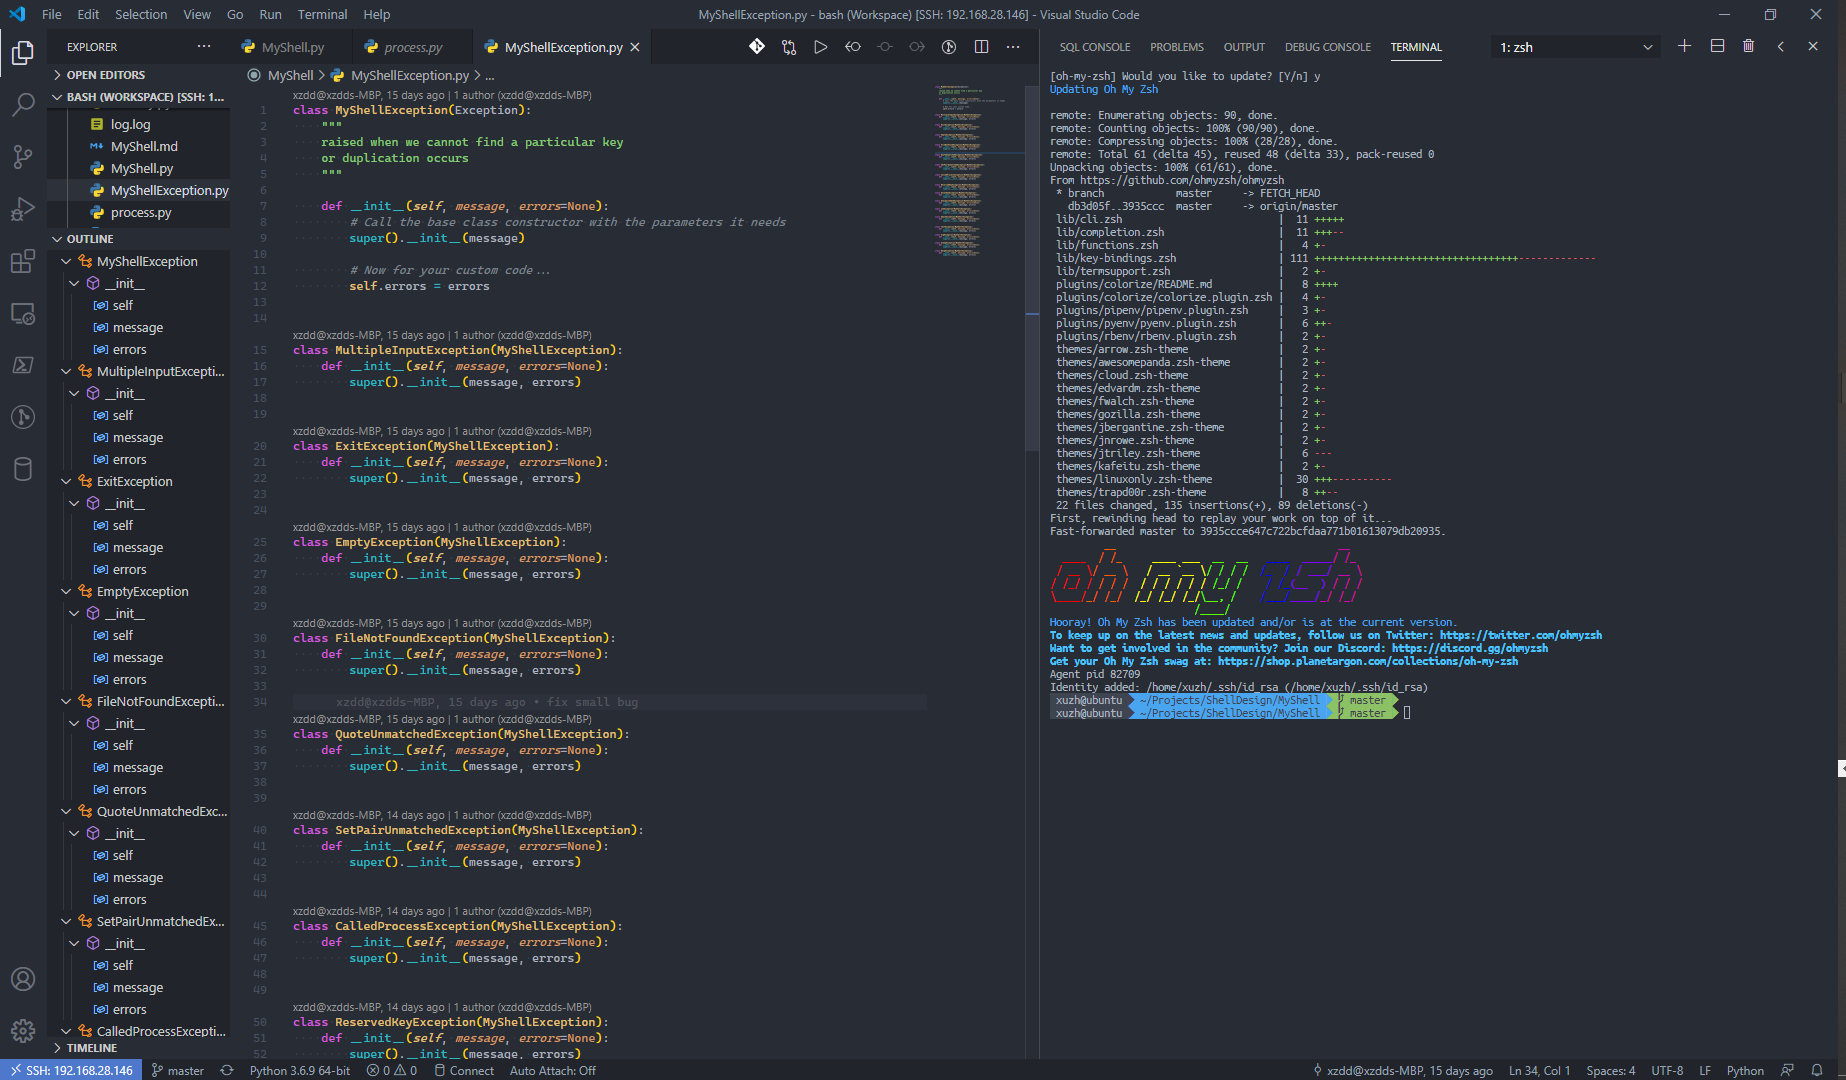 File Edit Selection View Go Run Terminal Help
MyShellException.py - bash (Workspace) [SSH: 192.168.28.146] - Visual Studio Code
EXPLORER
OPEN EDITORS
BASH (WORKSPACE) [SSH: 1...
log.log
MyShell.md
MyShell.py
MyShellException.py
process.py
OUTLINE
MyShellException
__init__
self
message
errors
MultipleInputExcepti...
__init__
self
message
errors
ExitException
__init__
self
message
errors
EmptyException
__init__
self
message
errors
FileNotFoundExcepti...
__init__
self
message
errors
QuoteUnmatchedExc...
__init__
self
message
errors
SetPairUnmatchedEx...
__init__
self
message
errors
CalledProcessExcepti...
TIMELINE
MyShell.py process.py MyShellException.py
MyShell > MyShellException.py > ...
xzdd@xzdds-MBP, 15 days ago | 1 author (xzdd@xzdds-MBP)
1 class MyShellException(Exception):
2 """
3 raised when we cannot find a particular key
4 or duplication occurs
5 """
6
7 def __init__(self, message, errors=None):
8 # Call the base class constructor with the parameters it needs
9 super().__init__(message)
10
11 # Now for your custom code...
12 self.errors = errors
13
14
xzdd@xzdds-MBP, 15 days ago | 1 author (xzdd@xzdds-MBP)
15 class MultipleInputException(MyShellException):
16 def __init__(self, message, errors=None):
17 super().__init__(message, errors)
18
19
xzdd@xzdds-MBP, 15 days ago | 1 author (xzdd@xzdds-MBP)
20 class ExitException(MyShellException):
21 def __init__(self, message, errors=None):
22 super().__init__(message, errors)
23
24
xzdd@xzdds-MBP, 15 days ago | 1 author (xzdd@xzdds-MBP)
25 class EmptyException(MyShellException):
26 def __init__(self, message, errors=None):
27 super().__init__(message, errors)
28
29
xzdd@xzdds-MBP, 15 days ago | 1 author (xzdd@xzdds-MBP)
30 class FileNotFoundException(MyShellException):
31 def __init__(self, message, errors=None):
32 super().__init__(message, errors)
33
34 xzdd@xzdds-MBP, 15 days ago • fix small bug
xzdd@xzdds-MBP, 15 days ago | 1 author (xzdd@xzdds-MBP)
35 class QuoteUnmatchedException(MyShellException):
36 def __init__(self, message, errors=None):
37 super().__init__(message, errors)
38
39
xzdd@xzdds-MBP, 14 days ago | 1 author (xzdd@xzdds-MBP)
40 class SetPairUnmatchedException(MyShellException):
41 def __init__(self, message, errors=None):
42 super().__init__(message, errors)
43
44
xzdd@xzdds-MBP, 14 days ago | 1 author (xzdd@xzdds-MBP)
45 class CalledProcessException(MyShellException):
46 def __init__(self, message, errors=None):
47 super().__init__(message, errors)
48
49
xzdd@xzdds-MBP, 14 days ago | 1 author (xzdd@xzdds-MBP)
50 class ReservedKeyException(MyShellException):
51 def __init__(self, message, errors=None):
52 super().__init__(message, errors)
SQL CONSOLE PROBLEMS OUTPUT DEBUG CONSOLE TERMINAL 1: zsh
[oh-my-zsh] Would you like to update? [Y/n] y
Updating Oh My Zsh
remote: Enumerating objects: 90, done.
remote: Counting objects: 100% (90/90), done.
remote: Compressing objects: 100% (28/28), done.
remote: Total 61 (delta 45), reused 48 (delta 33), pack-reused 0
Unpacking objects: 100% (61/61), done.
From https://github.com/ohmyzsh/ohmyzsh
* branch master -> FETCH_HEAD
db3d05f..3935ccc master -> origin/master
lib/cli.zsh | 11 +++++
lib/completion.zsh | 11 +++--
lib/functions.zsh | 4 +-
lib/key-bindings.zsh | 111 ++++++++++++++++++++++++++++++++++-------------
lib/termsupport.zsh | 2 +-
plugins/colorize/README.md | 8 ++++
plugins/colorize/colorize.plugin.zsh | 4 +-
plugins/pipenv/pipenv.plugin.zsh | 3 +-
plugins/pyenv/pyenv.plugin.zsh | 6 ++-
plugins/rbenv/rbenv.plugin.zsh | 2 +-
themes/arrow.zsh-theme | 2 +-
themes/awesomepanda.zsh-theme | 2 +-
themes/cloud.zsh-theme | 2 +-
themes/edvardm.zsh-theme | 2 +-
themes/fwalch.zsh-theme | 2 +-
themes/gozilla.zsh-theme | 2 +-
themes/jbergantine.zsh-theme | 2 +-
themes/jnrowe.zsh-theme | 2 +-
themes/jtriley.zsh-theme | 6 ---
themes/kafeitu.zsh-theme | 2 +-
themes/linuxonly.zsh-theme | 30 +++----------
themes/trapd00r.zsh-theme | 8 ++--
22 files changed, 135 insertions(+), 89 deletions(-)
First, rewinding head to replay your work on top of it...
Fast-forwarded master to 3935ccce647c722bcfdaa771b01613079db20935.
oh my zsh
Hooray! Oh My Zsh has been updated and/or is at the current version.
To keep up on the latest news and updates, follow us on Twitter: https://twitter.com/ohmyzsh
Want to get involved in the community? Join our Discord: https://discord.gg/ohmyzsh
Get your Oh My Zsh swag at: https://shop.planetargon.com/collections/oh-my-zsh
Agent pid 82709
Identity added: /home/xuzh/.ssh/id_rsa (/home/xuzh/.ssh/id_rsa)
xuzh@ubuntu ~/Projects/ShellDesign/MyShell master
xuzh@ubuntu ~/Projects/ShellDesign/MyShell master
SSH: 192.168.28.146 master Python 3.6.9 64-bit 0 0 Connect Auto Attach: Off xzdd@xzdds-MBP, 15 days ago Ln 34, Col 1 Spaces: 4 UTF-8 LF Python